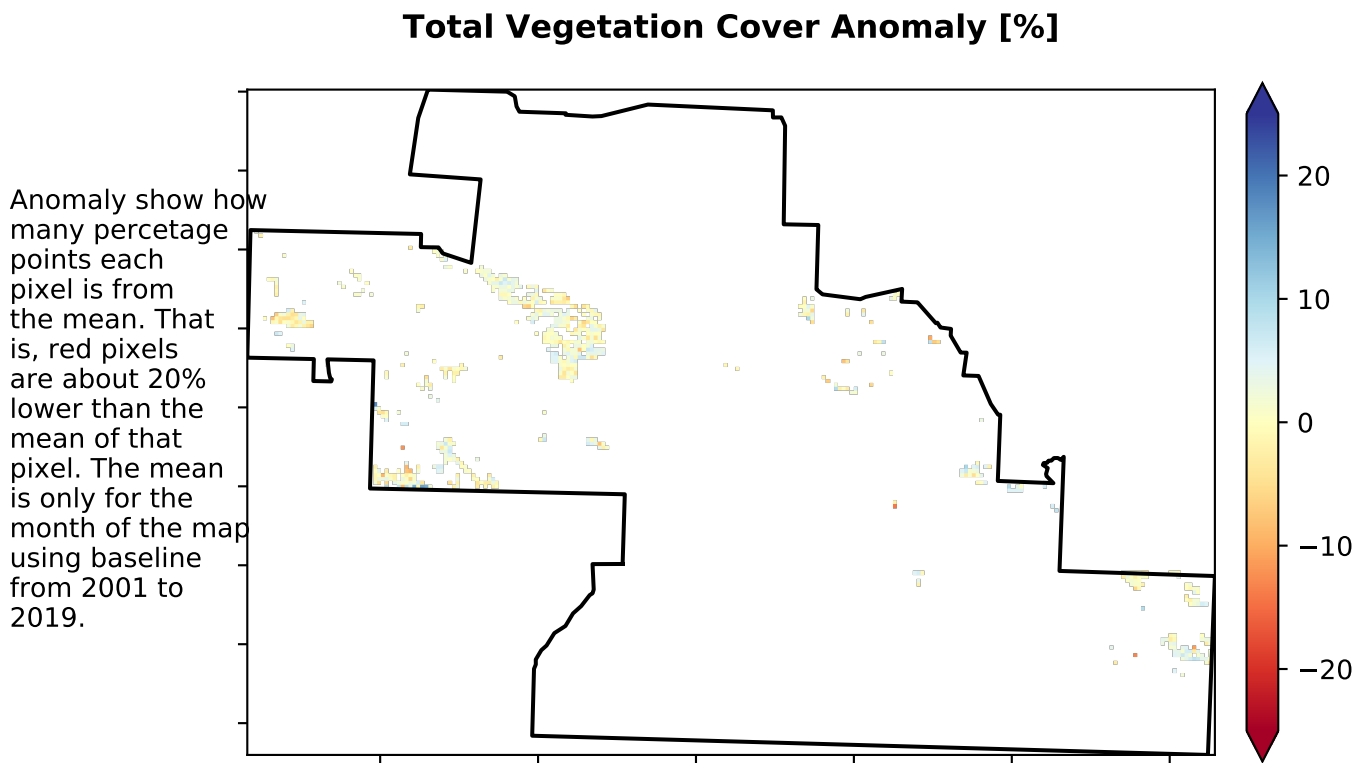 Total Vegetation Cover Anomaly [%]
Anomaly show how
many percetage
points each
pixel is from
the mean. That
is, red pixels
are about 20%
lower than the
mean of that
pixel. The mean
is only for the
month of the map
using baseline
from 2001 to
2019.
20
10
0
−10
−20